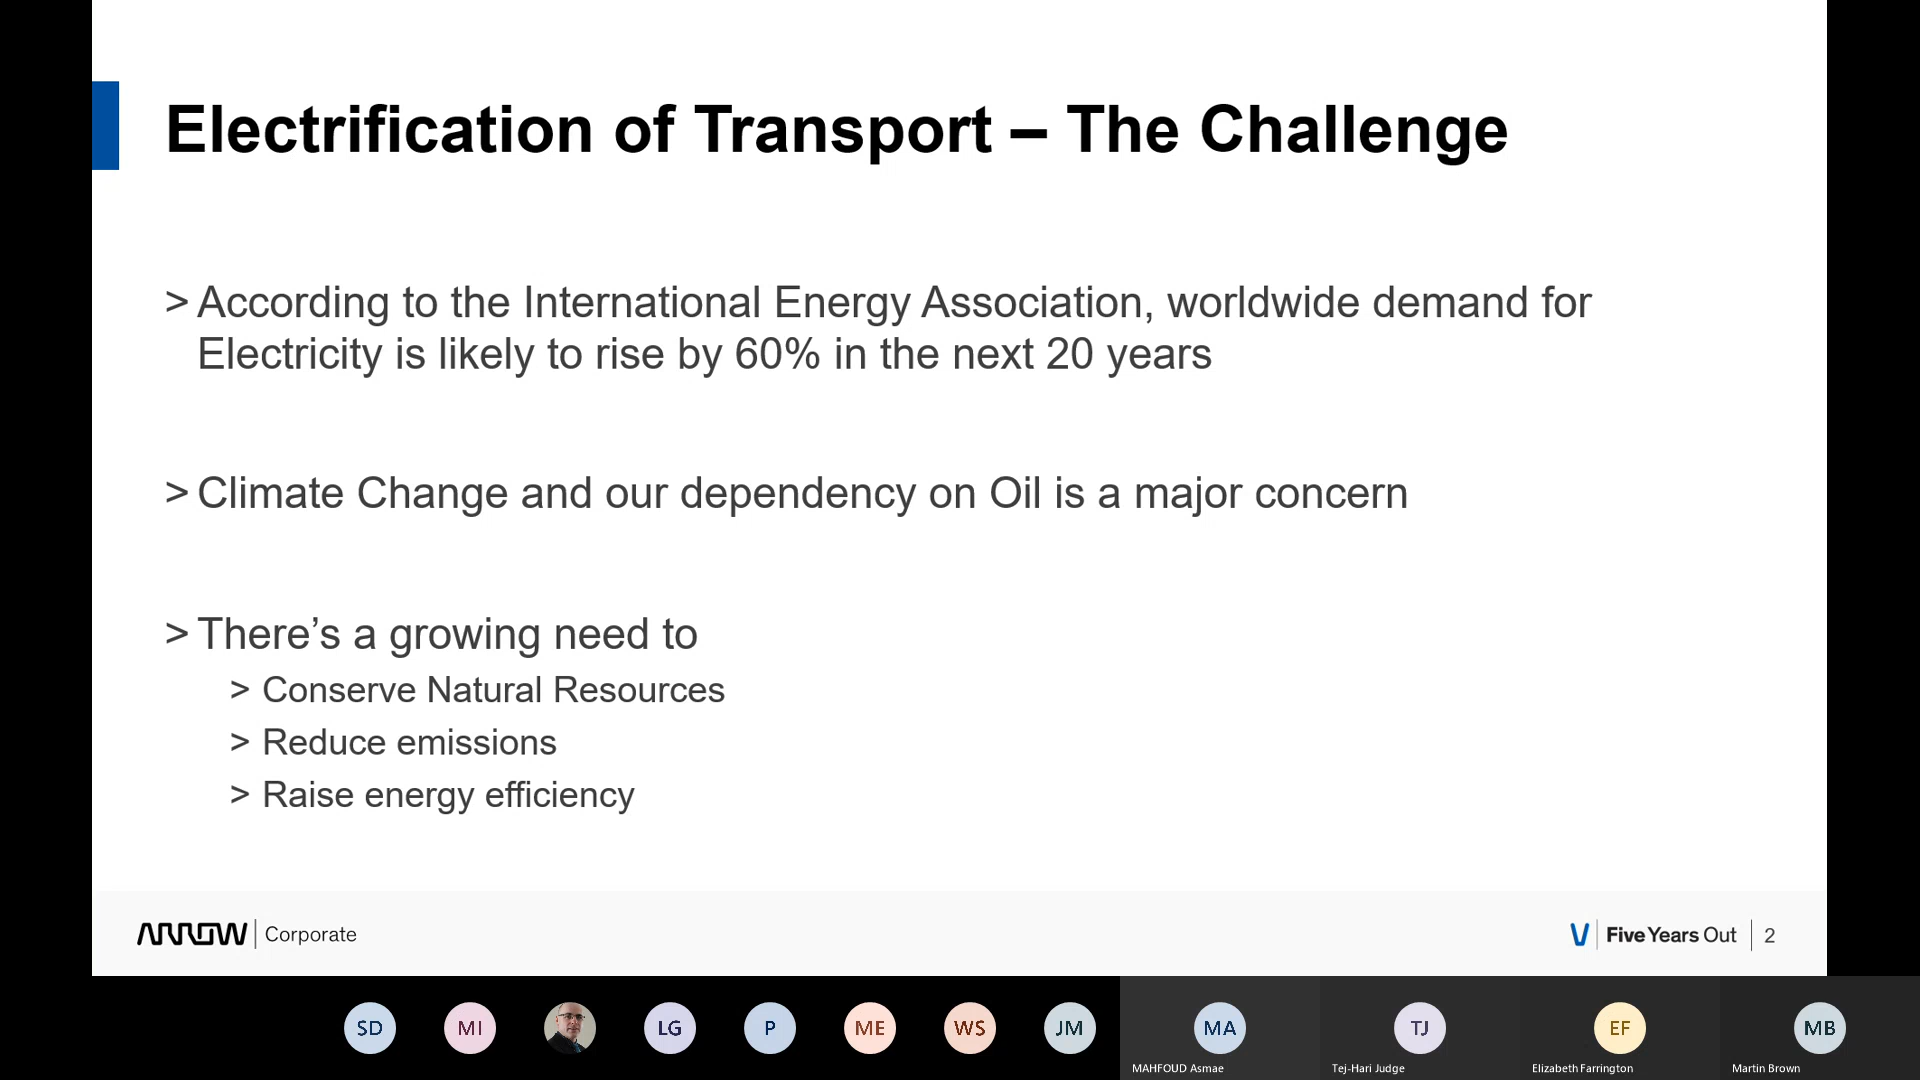 Electrification of Transport – The Challenge
> According to the International Energy Association, worldwide demand for
Electricity is likely to rise by 60% in the next 20 years
> Climate Change and our dependency on Oil is a major concern
> There’s a growing need to
> Conserve Natural Resources
> Reduce emissions
> Raise energy efficiency
ARROW | Corporate
Five Years Out | 2
SD MI LG P ME WS JM MA TJ EF MB
MAHFOUD Asmae Tej-Hari Judge Elizabeth Farrington Martin Brown